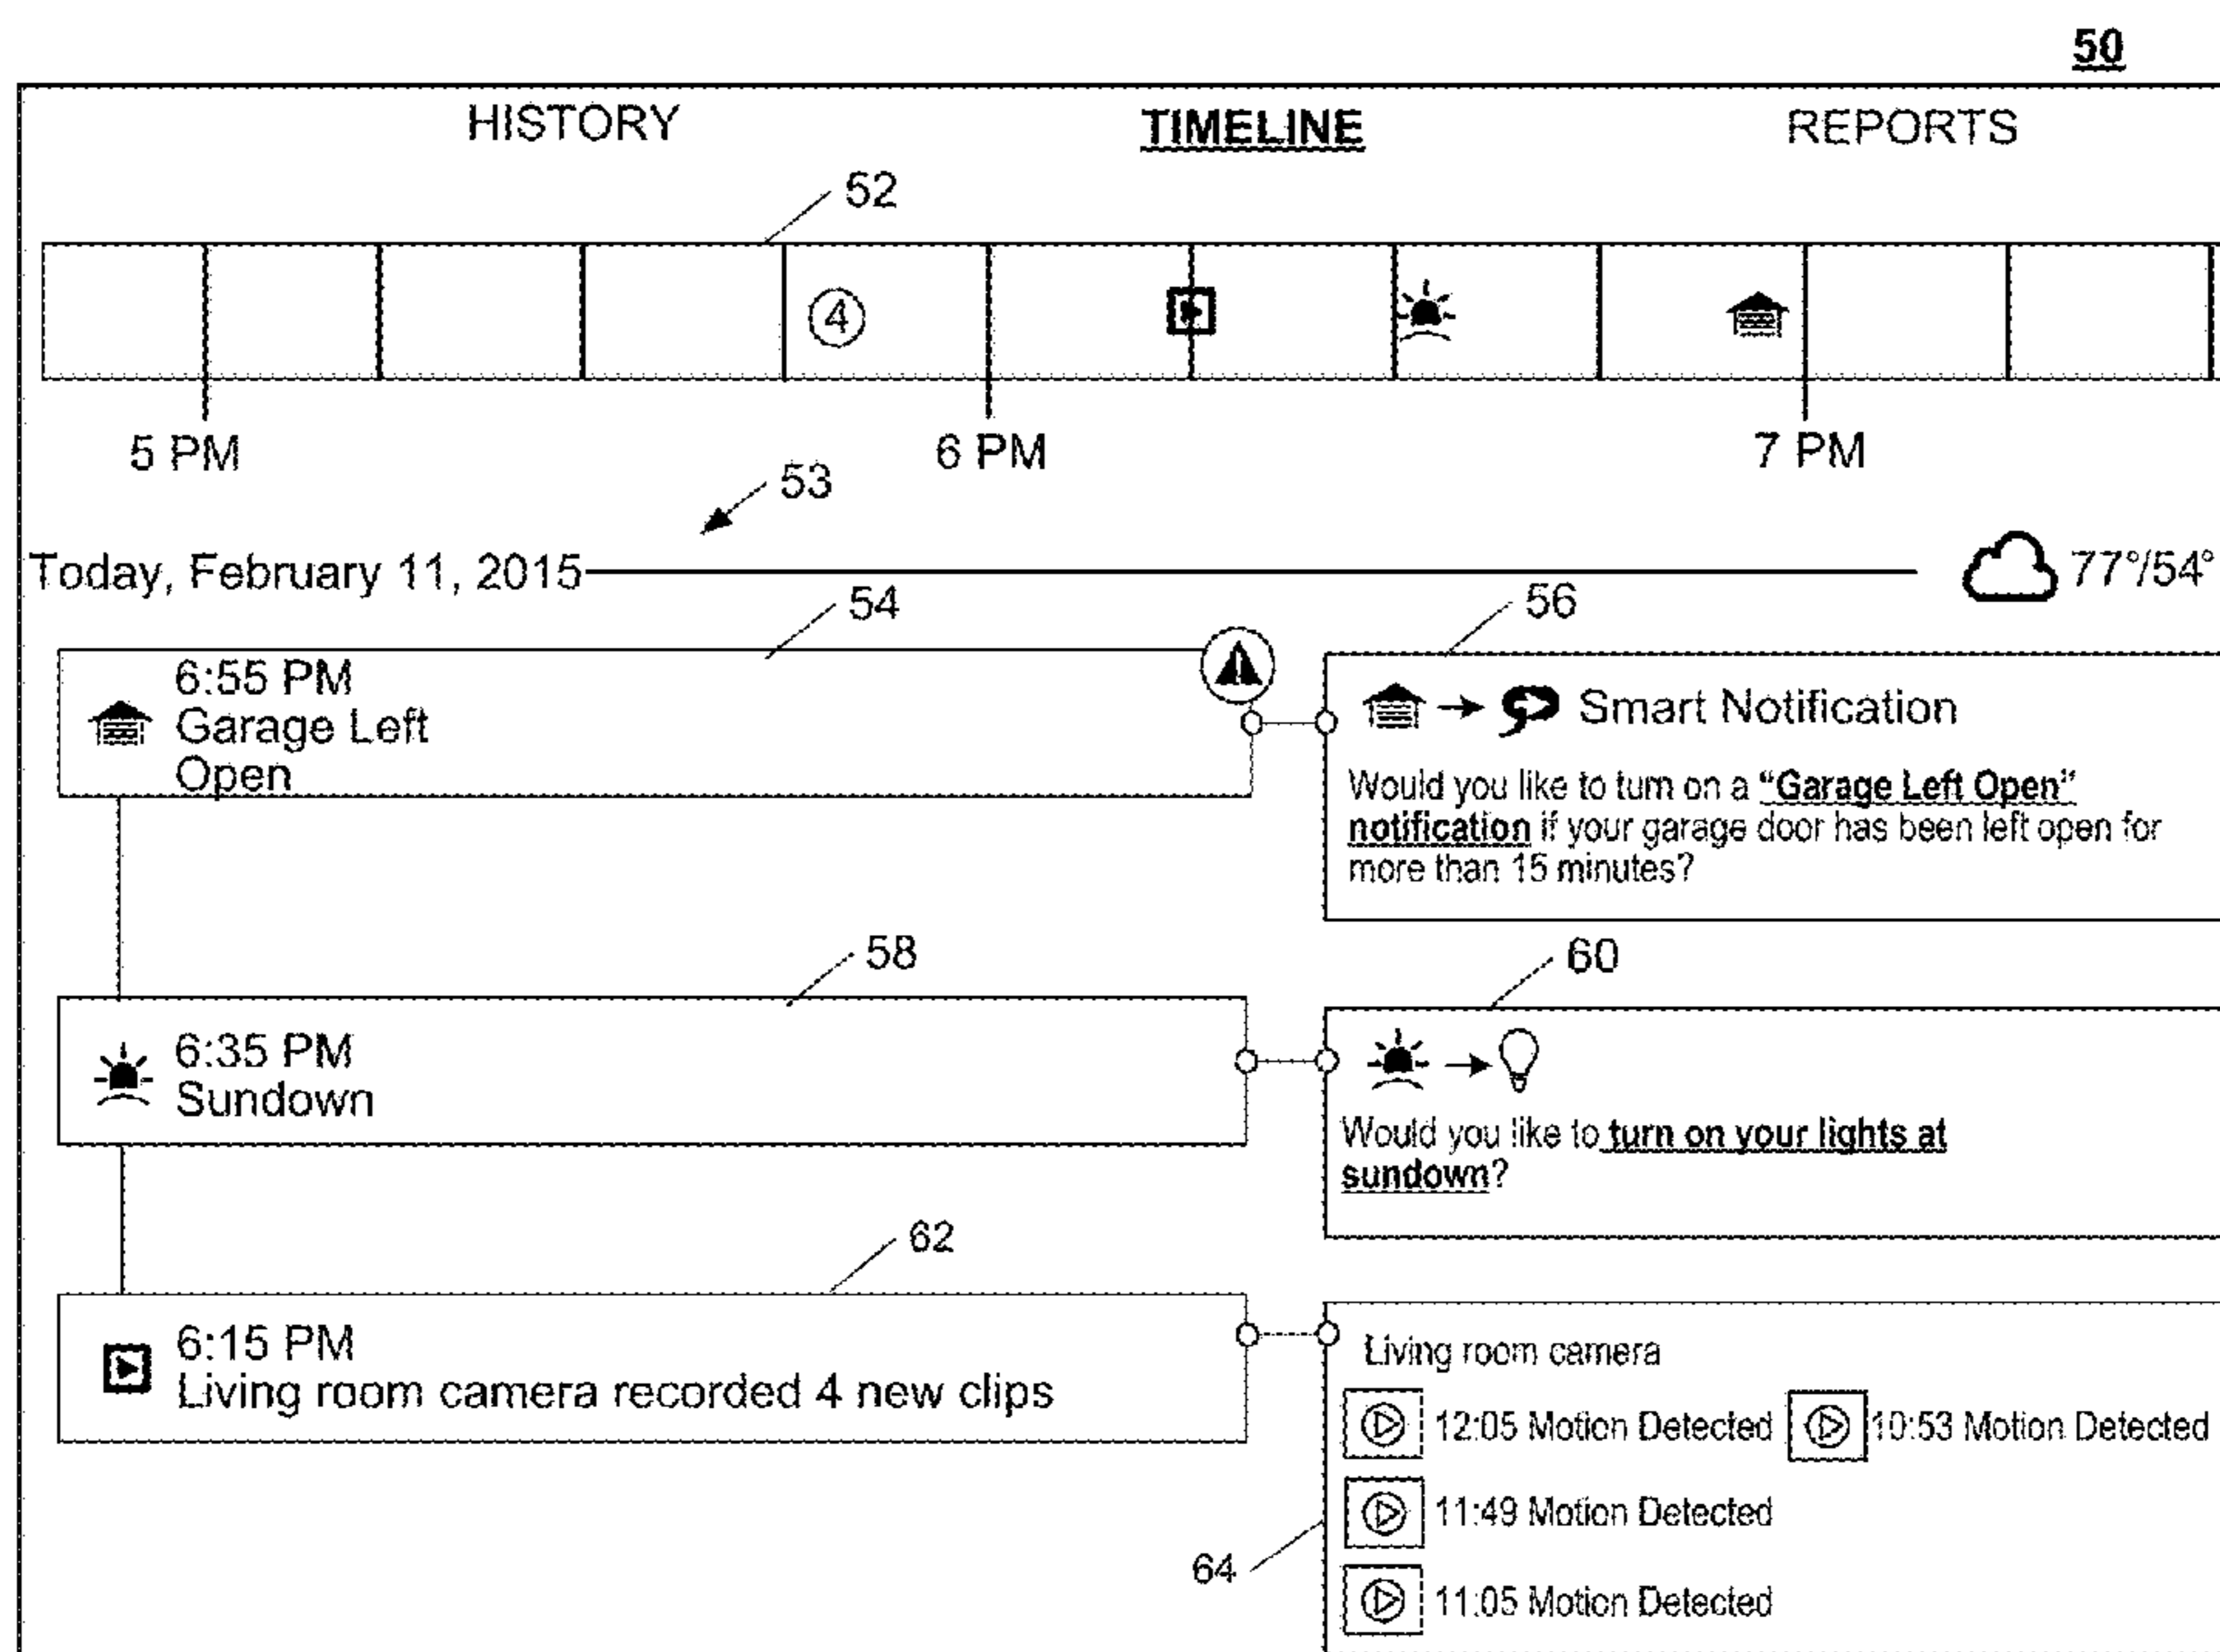 50
HISTORY TIMELINE REPORTS
52
4
5 PM 6 PM 7 PM
53
Today, February 11, 2015 77°/54°
54
56
6:55 PM
Garage Left
Open
Smart Notification
Would you like to turn on a "Garage Left Open"
notification if your garage door has been left open for
more than 15 minutes?
58
60
6:35 PM
Sundown
Would you like to turn on your lights at
sundown?
62
6:15 PM
Living room camera recorded 4 new clips
Living room camera
12:05 Motion Detected 10:53 Motion Detected
11:49 Motion Detected
64
11:05 Motion Detected